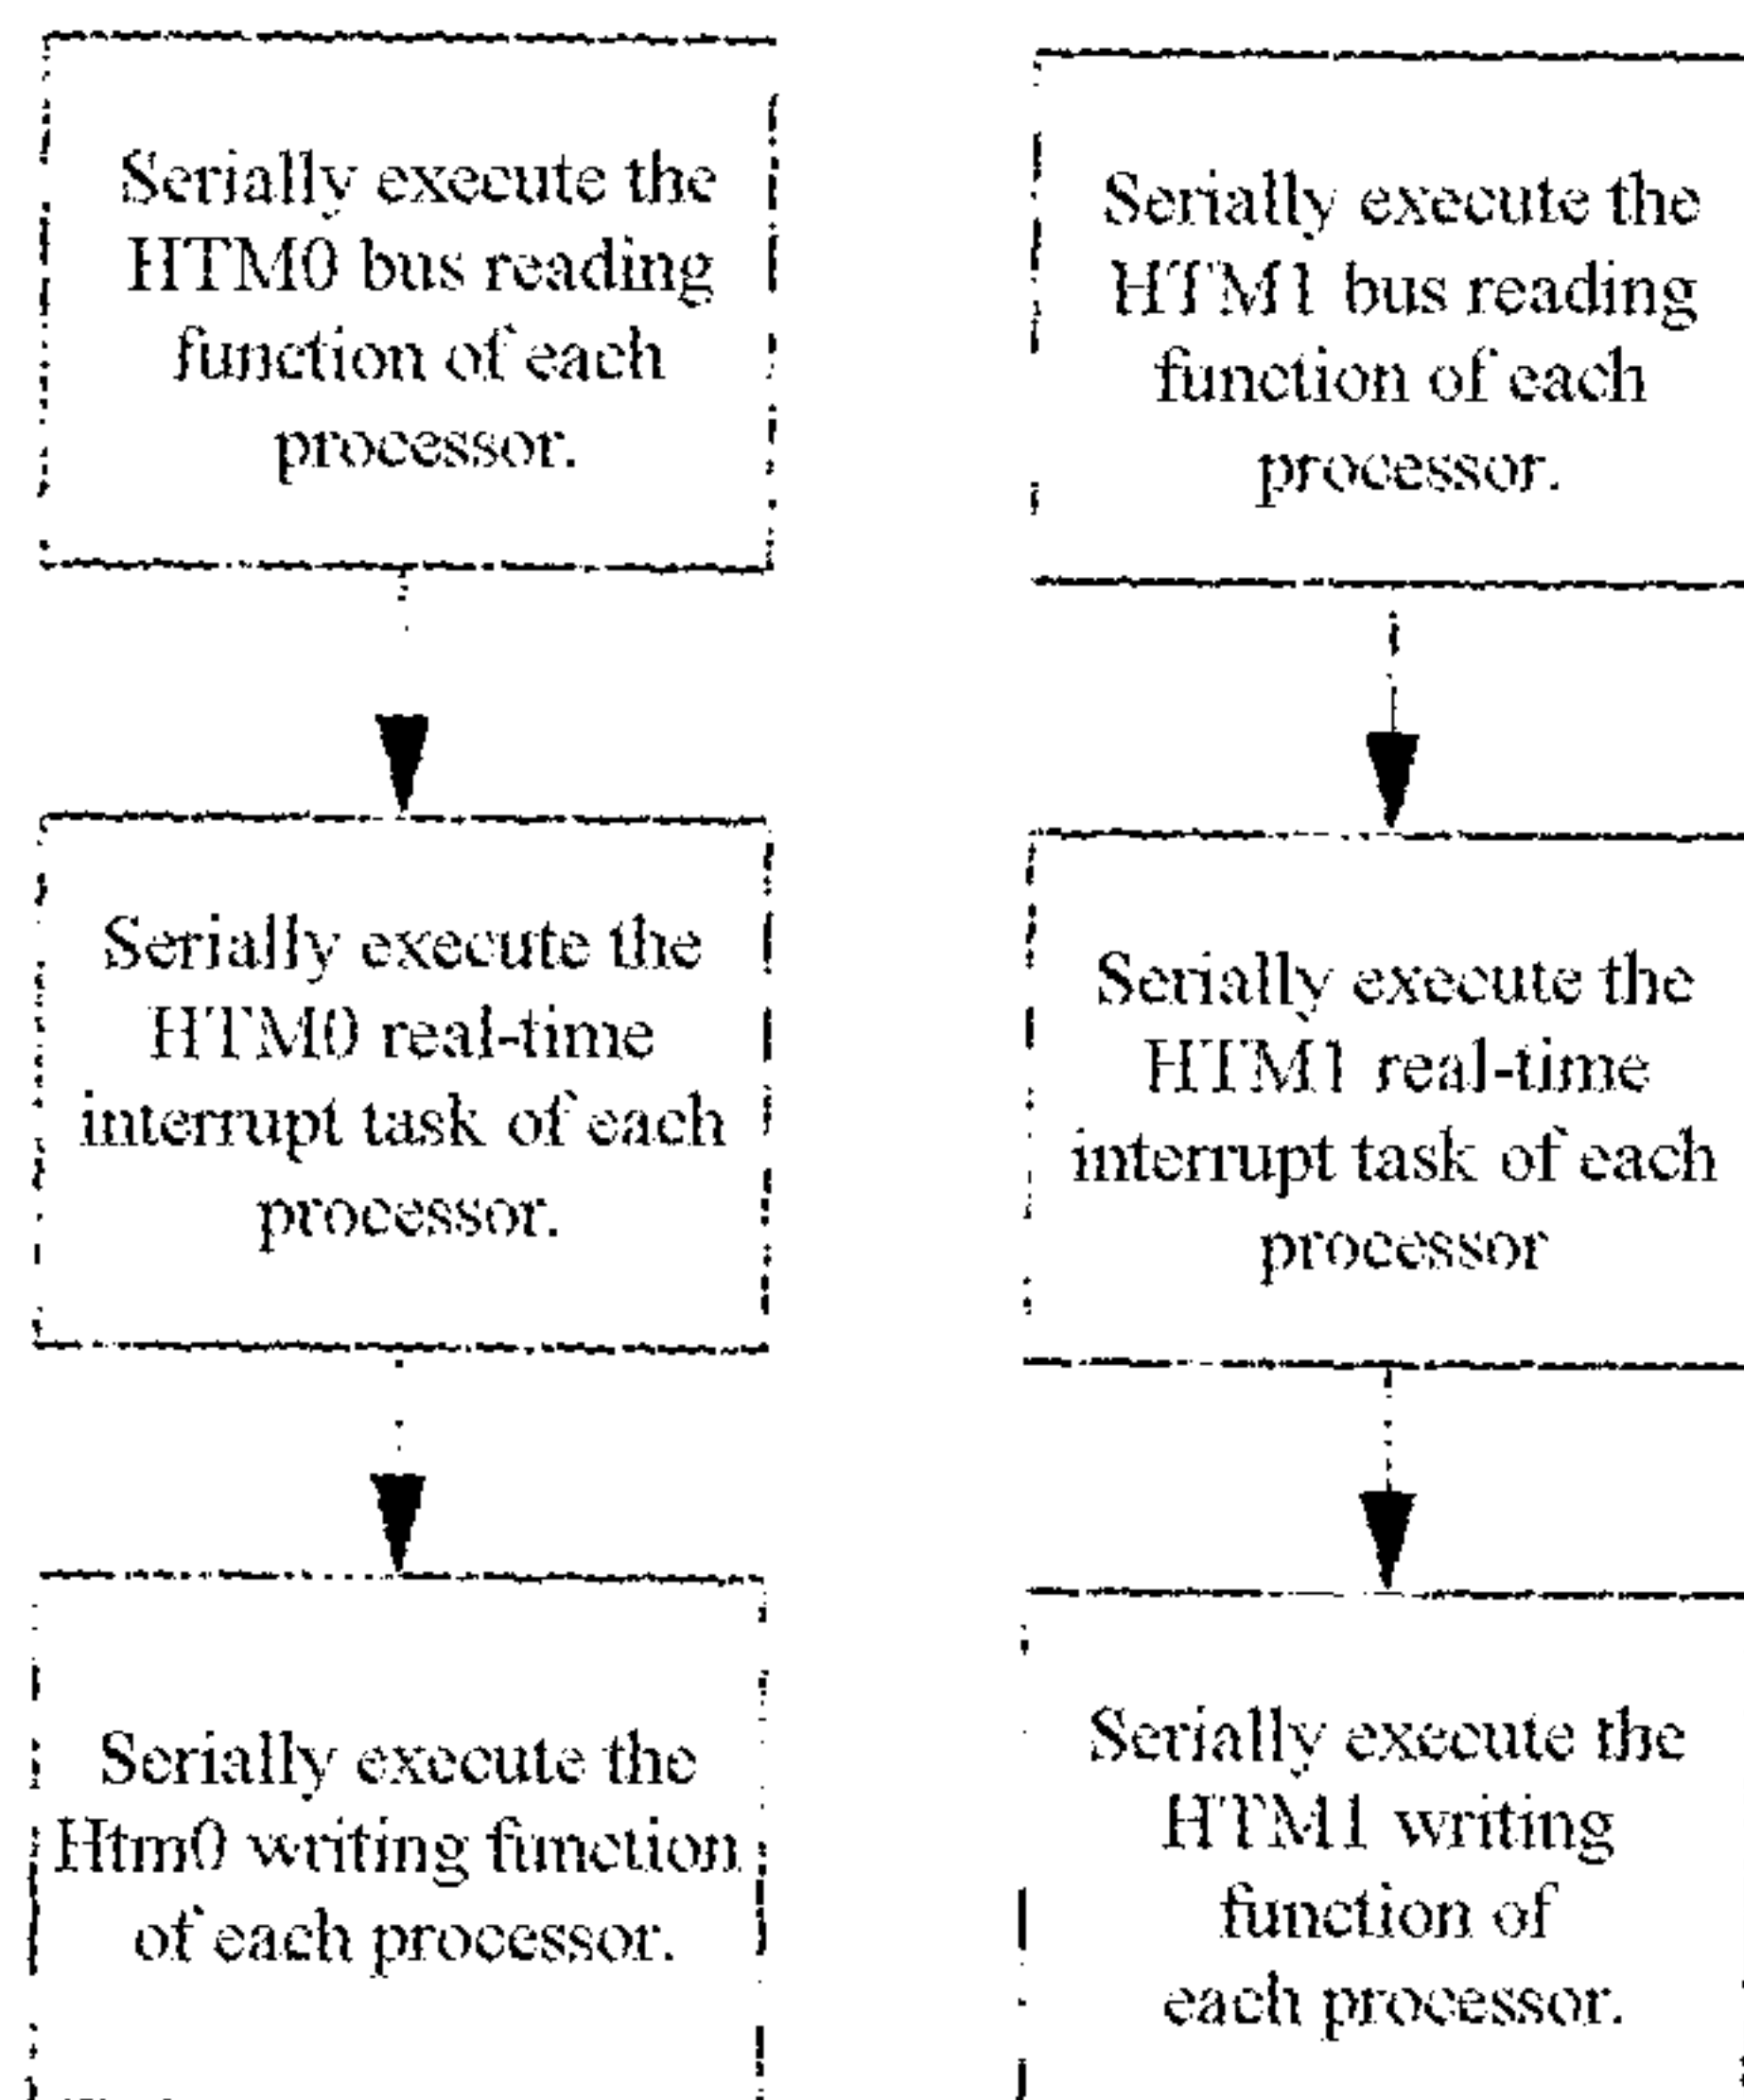 Serially execute the
HTM0 bus reading
function of each
processor.
Serially execute the
HTM0 real-time
interrupt task of each
processor.
Serially execute the
Htm0 writing function
of each processor.
Serially execute the
HTM1 bus reading
function of each
processor.
Serially execute the
HTM1 real-time
interrupt task of each
processor
Serially execute the
HTM1 writing
function of
each processor.